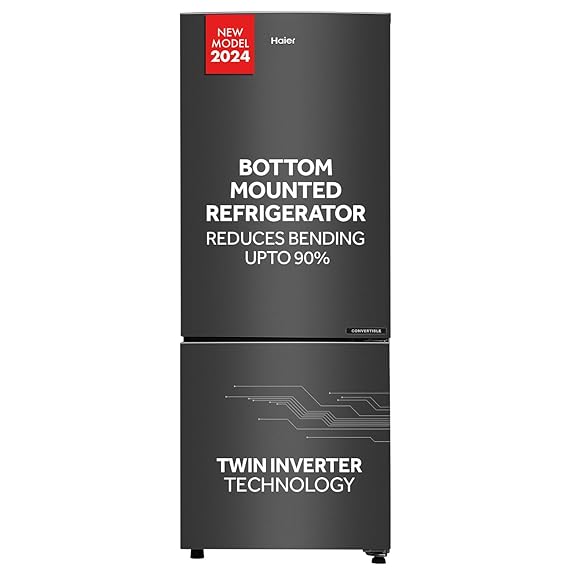 NEW
MODEL
2024
Haier
BOTTOM
MOUNTED
REFRIGERATOR
REDUCES BENDING
UPTO 90%
CONVERTIBLE
TWIN INVERTER
TECHNOLOGY